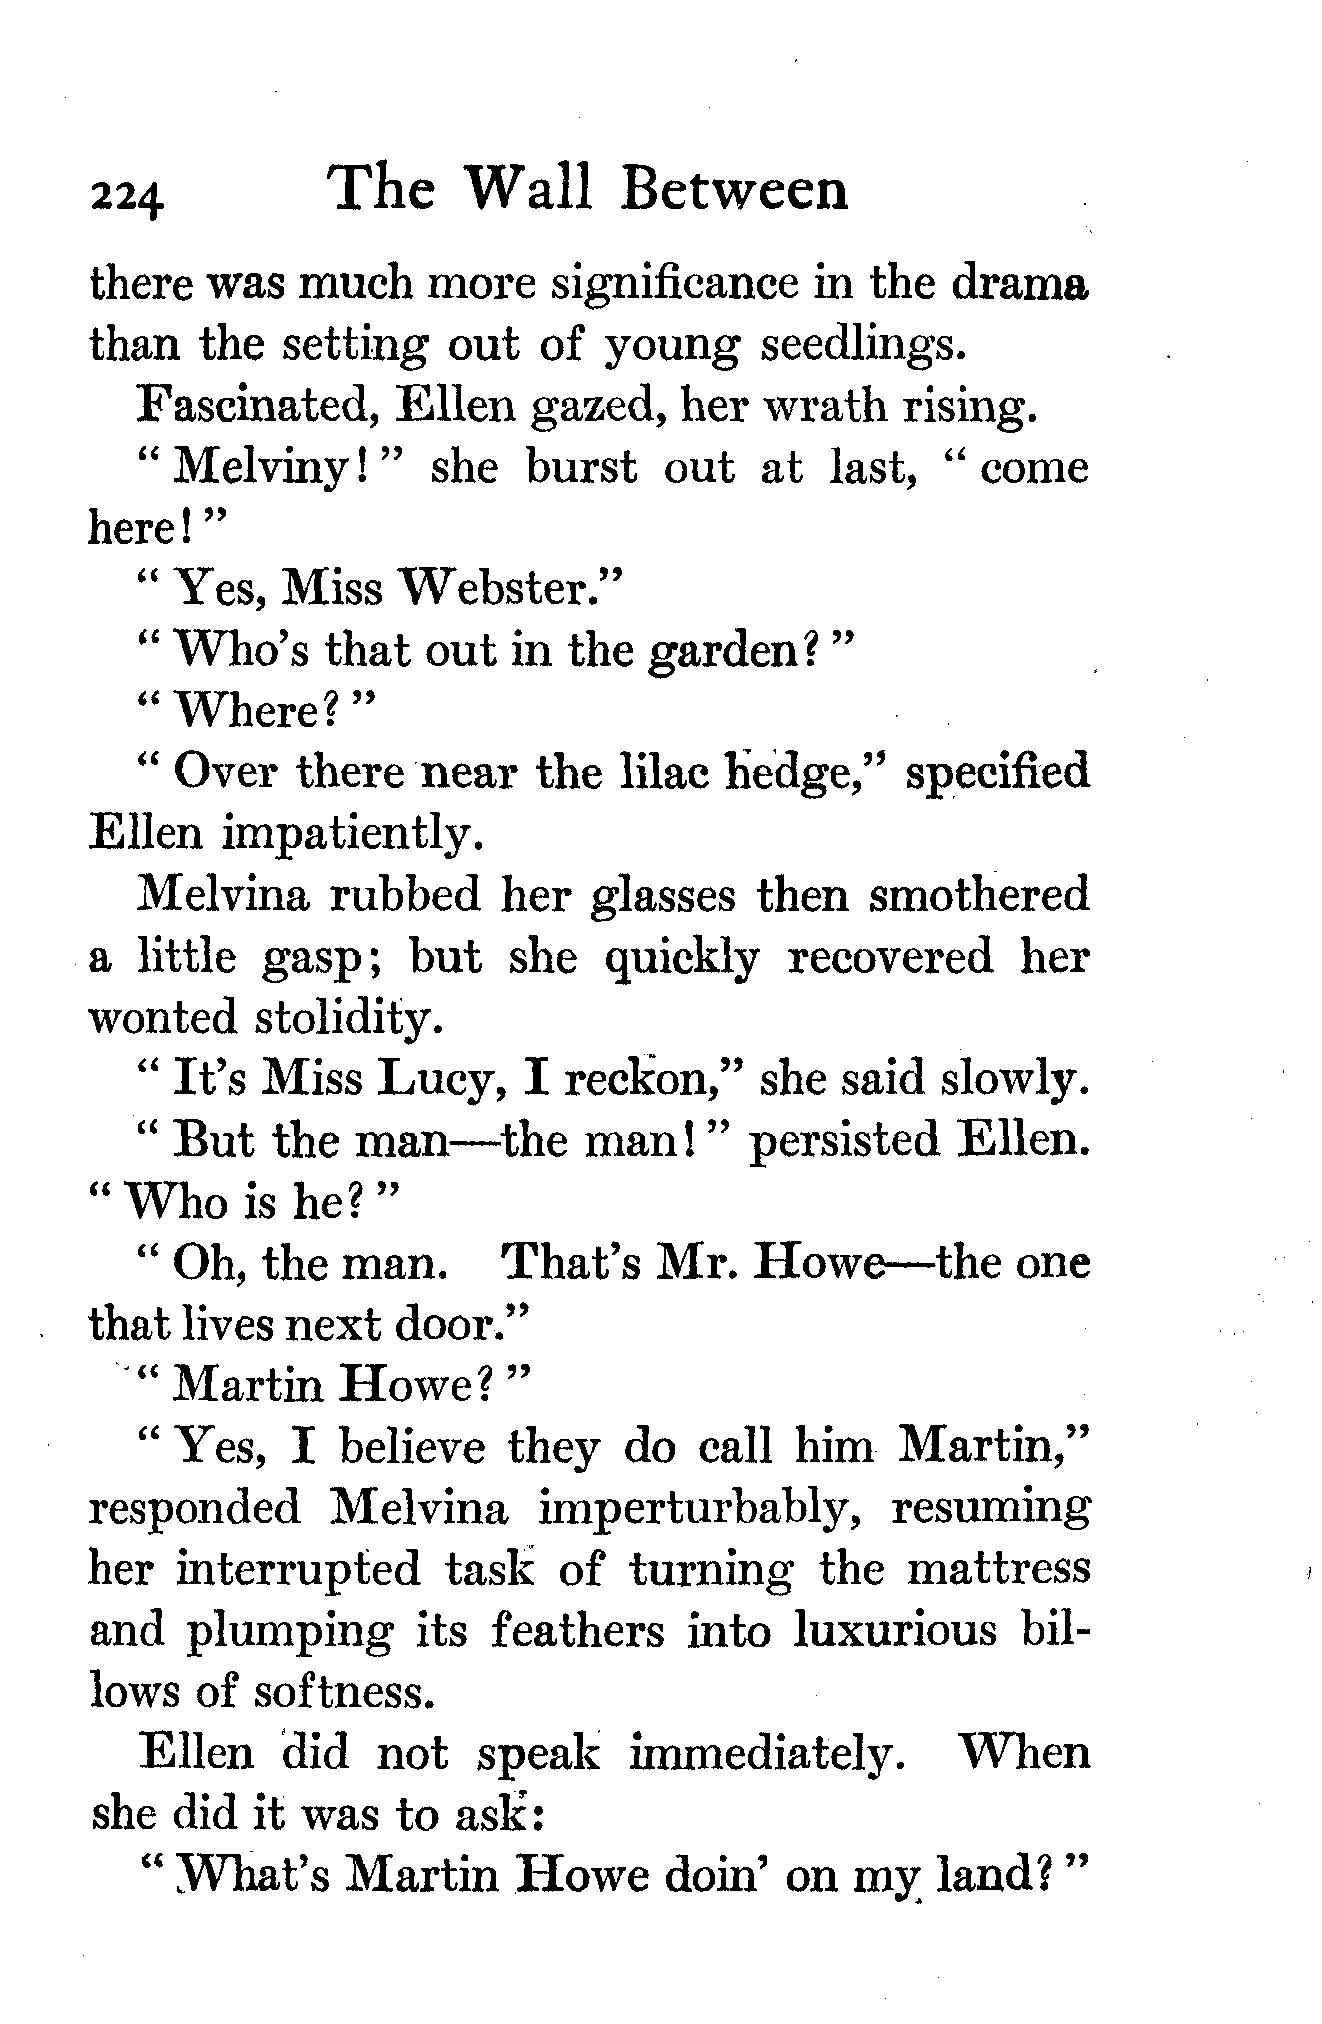 224 The Wall Between
there was much more significance in the drama
than the setting out of young seedlings.
Fascinated, Ellen gazed, her wrath rising.
" Melviny! " she burst out at last, " come
here! "
" Yes, Miss Webster."
" Who's that out in the garden? "
" Where? "
" Over there near the lilac hedge," specified
Ellen impatiently.
Melvina rubbed her glasses then smothered
a little gasp; but she quickly recovered her
wonted stolidity.
" It's Miss Lucy, I reckon," she said slowly.
" But the man—the man! " persisted Ellen.
" Who is he? "
" Oh, the man. That's Mr. Howe—the one
that lives next door."
" Martin Howe? "
" Yes, I believe they do call him Martin,"
responded Melvina imperturbably, resuming
her interrupted task of turning the mattress
and plumping its feathers into luxurious bil-
lows of softness.
Ellen did not speak immediately. When
she did it was to ask:
" What's Martin Howe doin' on my land? "